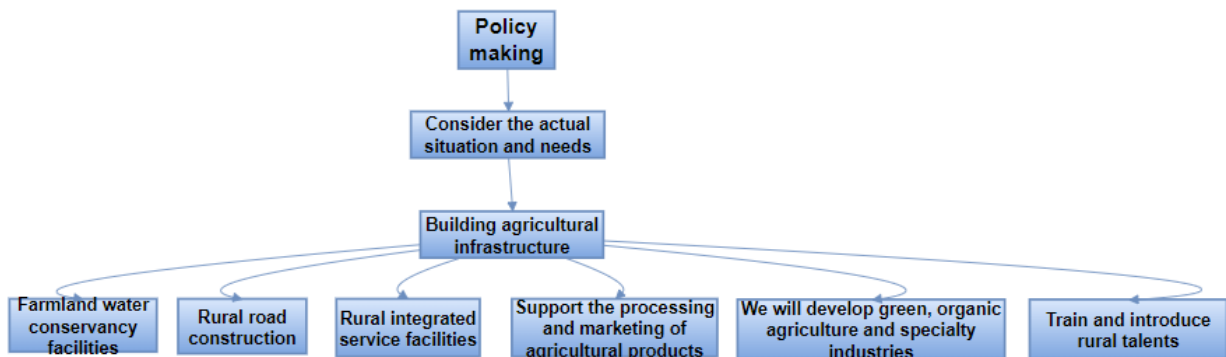 Policy
making
Consider the actual
situation and needs
Building agricultural
infrastructure
Farmland water
conservancy
facilities
Rural road
construction
Rural integrated
service facilities
Support the processing
and marketing of
agricultural products
We will develop green, organic
agriculture and specialty
industries
Train and introduce
rural talents